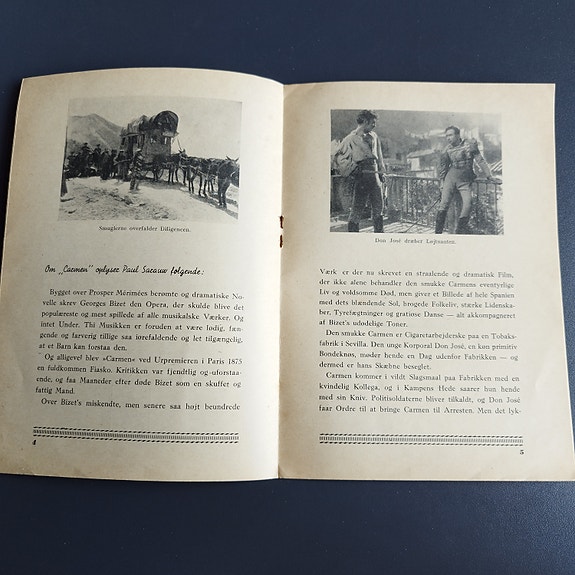 Smuglerne overfalder Diligencen.
Om „Carmen" oplyser Paul Sarauw følgende:
Bygget over Prosper Mérimées berømte og dramatiske No-
velle skrev Georges Bizet den Opera, der skulde blive det
populæreste og mest spillede af alle musikalske Værker. Og
intet Under. Thi Musikken er foruden at være lødig, fæn-
gende og farverig tillige saa iørefaldende og let tilgængelig,
at et Barn kan forstaa den.
Og alligevel blev »Carmen« ved Urpremièren i Paris 1875
en fuldkommen Fiasko. Kritikken var fjendtlig og uforstaa-
ende, og faa Maaneder efter døde Bizet som en skuffet og
fattig Mand.
Over Bizet's miskendte, men senere saa højt beundrede
4
Don José dræber Løjtnanten.
Værk er der nu skrevet en straalende og dramatisk Film,
der ikke alene behandler den smukke Carmens eventyrlige
Liv og voldsomme Død, men giver et Billede af hele Spanien
med dets blændende Sol, brogede Folkeliv, stærke Lidenska-
ber, Tyrefægtninger og gratiøse Danse — alt akkompagneret
af Bizet's udødelige Toner.
Den smukke Carmen er Cigaretarbejderske paa en Tobaks-
fabrik i Sevilla. Den unge Korporal Don José, en køn primitiv
Bondeknøs, møder hende en Dag udenfor Fabrikken — og
dermed er hans Skæbne beseglet.
Carmen kommer i vildt Slagsmaal paa Fabrikken med en
kvindelig Kollega, og i Kampens Hede saarer hun hende
med sin Kniv. Politisoldaterne bliver tilkaldt, og Don José
faar Ordre til at bringe Carmen til Arresten. Men det lyk-
5